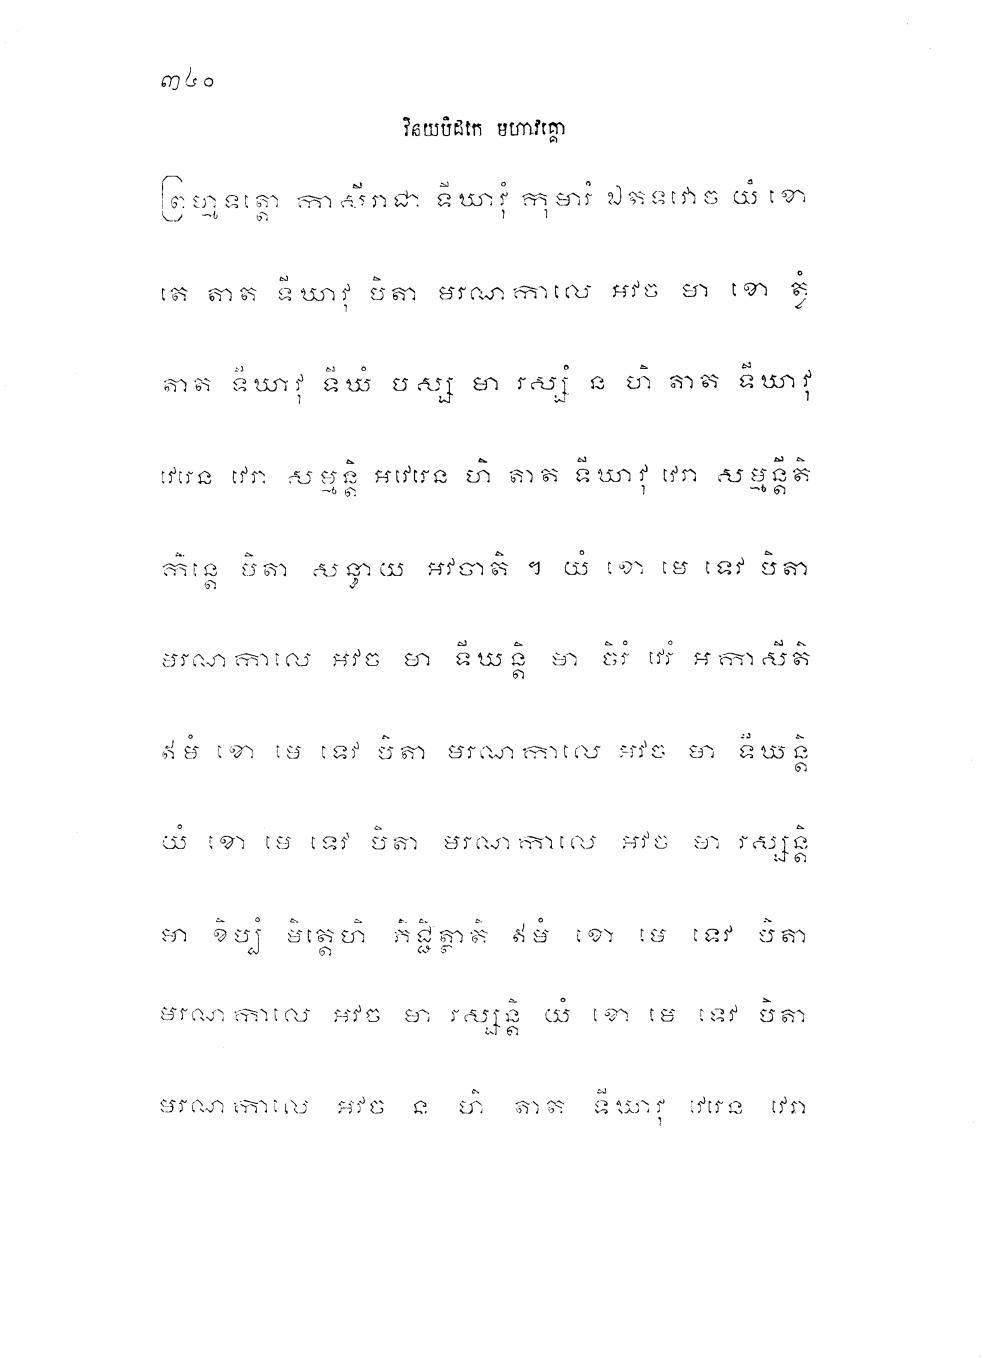 ៣៤០
វិនយបិដកេ មហាវគ្គោ
ព្រហ្មទត្តោ កាសីរាជា ទីឃាវុំ កុមារំ ឯតទវោច យំ ខោ
តេ តាត ទីឃាវុ បិតា មរណកាលេ អវច មា ខោ ត្វំ
តាត ទីឃាវុ ទីឃំ បស្ស មា រស្សំ ន ហិ តាត ទីឃាវុ
វេរេន វេរា សម្មន្តិ អវេរេន ហិ តាត ទីឃាវុ វេរា សម្មន្តីតិ
កិន្តេ បិតា សន្ធាយ អវចាតិ ។ យំ ខោ មេ ទេវ បិតា
មរណកាលេ អវច មា ទីឃន្តិ មា ចិរំ វេរំ អកាសីតិ
ឥមំ ខោ មេ ទេវ បិតា មរណកាលេ អវច មា ទីឃន្តិ
យំ ខោ មេ ទេវ បិតា មរណកាលេ អវច មា រស្សន្តិ
មា ខិប្បំ មិត្តេហិ ភិជ្ជិត្ថាតិ ឥមំ ខោ មេ ទេវ បិតា
មរណកាលេ អវច មា រស្សន្តិ យំ ខោ មេ ទេវ បិតា
មរណកាលេ អវច ន ហិ តាត ទីឃាវុ វេរេន វេរា